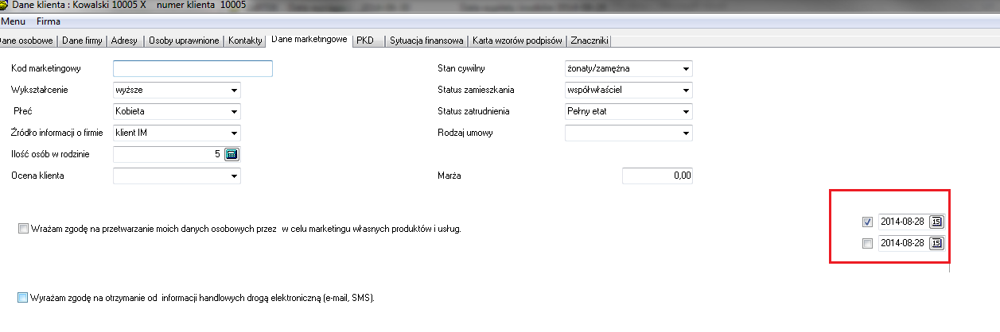 Dane klienta : Kowalski 10005 X numer klienta 10005
Menu Firma
ane osobowe Dane firmy Adresy Osoby uprawnione Kontakty Dane marketingowe PKD Sytuacja finansowa Karta wzorów podpisów Znaczniki
Kod marketingowy Stan cywilny żonaty/zamężna
Wykształcenie wyższe Status zamieszkania współwłaściel
Płeć Kobieta Status zatrudnienia Pełny etat
Źródło informacji o firmie klient IM Rodzaj umowy
Ilość osób w rodzinie 5
Ocena klienta Marża 0,00
2014-08-28 15
Wrażam zgodę na przetwarzanie moich danych osobowych przez w celu marketingu własnych produktów i usług.
2014-08-28 15
Wyrażam zgodę na otrzymanie od informacji handlowych drogą elektroniczną (e-mail, SMS).